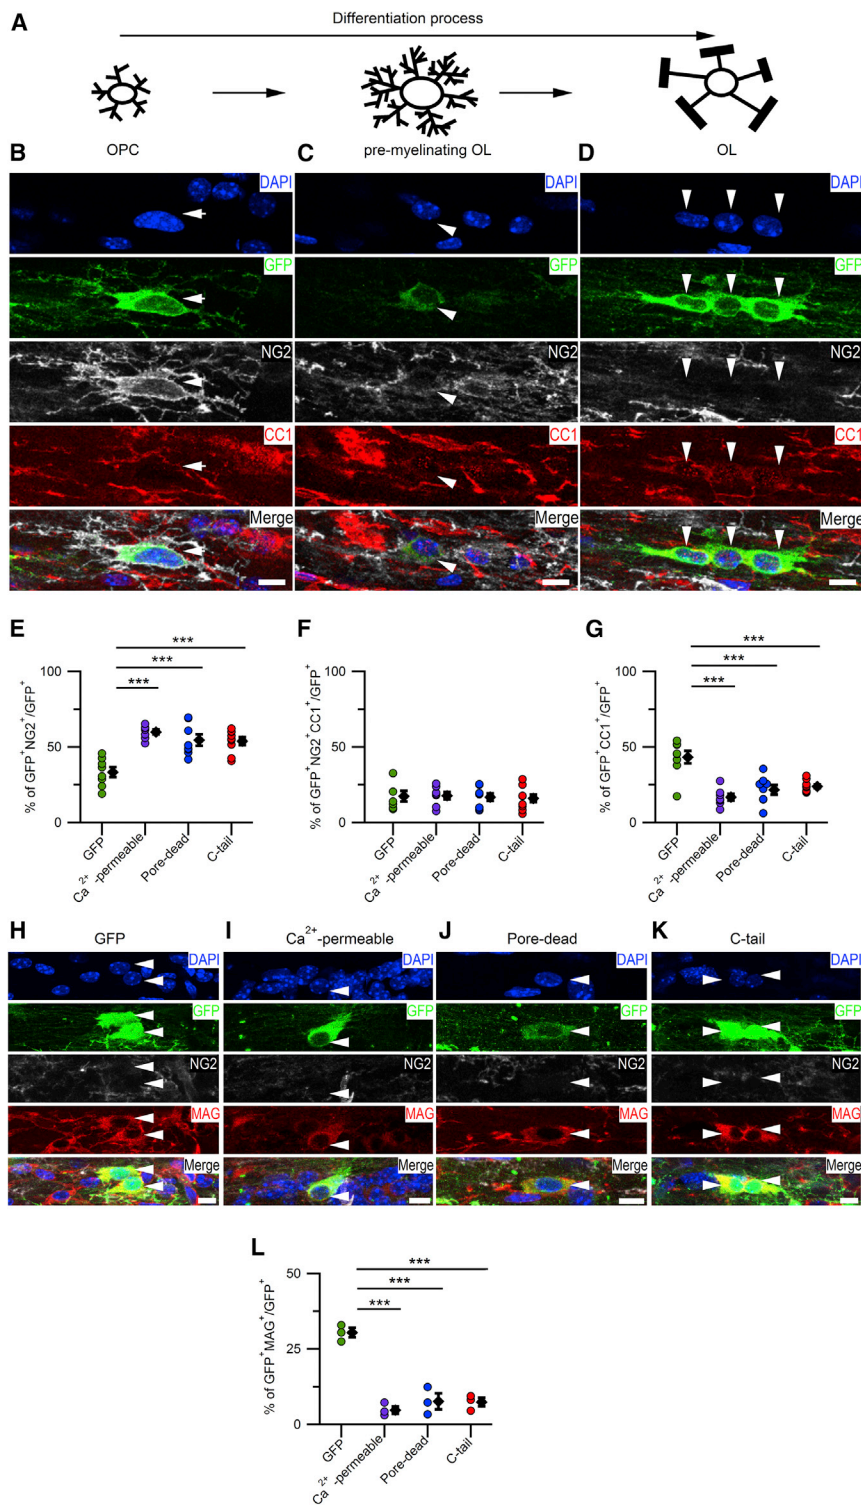 A
Differentiation process
B
OPC
C
pre-myelinating OL
D
OL
DAPI
DAPI
DAPI
GFP
GFP
GFP
NG2
NG2
NG2
CC1
CC1
CC1
Merge
Merge
Merge
E
% of GFP⁺NG2⁺/GFP⁺
100
50
0
***
***
***
GFP
Ca²⁺-permeable
Pore-dead
C-tail
F
% of GFP⁺NG2⁺CC1⁺/GFP⁺
100
50
0
GFP
Ca²⁺-permeable
Pore-dead
C-tail
G
% of GFP⁺CC1⁺/GFP⁺
100
50
0
***
***
***
GFP
Ca²⁺-permeable
Pore-dead
C-tail
H
GFP
I
Ca²⁺-permeable
J
Pore-dead
K
C-tail
DAPI
DAPI
DAPI
DAPI
GFP
GFP
GFP
GFP
NG2
NG2
NG2
NG2
MAG
MAG
MAG
MAG
Merge
Merge
Merge
Merge
L
% of GFP⁺MAG⁺/GFP⁺
50
25
0
***
***
***
GFP
Ca²⁺-permeable
Pore-dead
C-tail